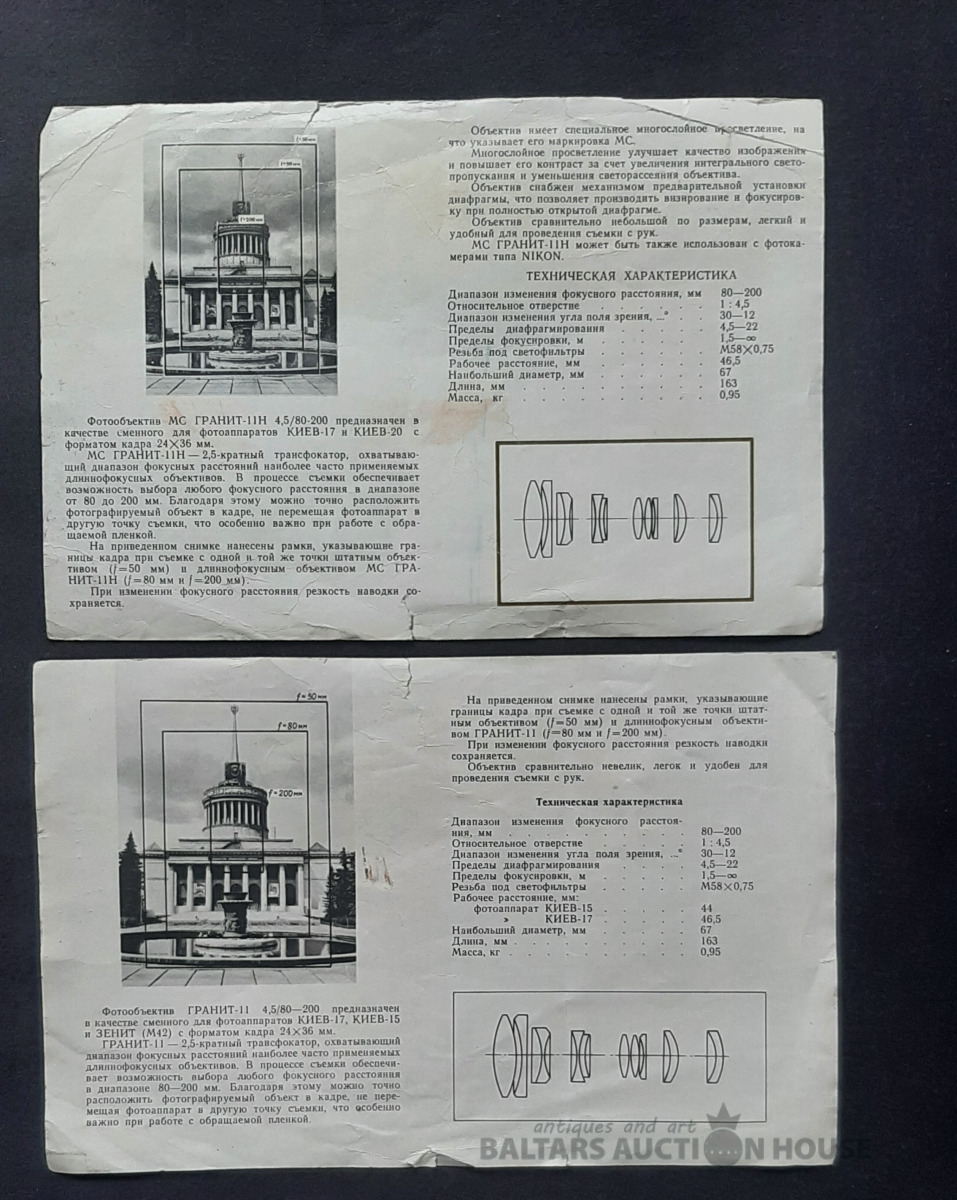 f=50 мм
f=80 мм
f=200 мм
Фотообъектив МС ГРАНИТ-11Н 4,5/80-200 предназначен в
качестве сменного для фотоаппаратов КИЕВ-17 и КИЕВ-20 с
форматом кадра 24×36 мм.
МС ГРАНИТ-11Н — 2,5-кратный трансфокатор, охватываю-
щий диапазон фокусных расстояний наиболее часто применяемых
длиннофокусных объективов. В процессе съемки обеспечивает
возможность выбора любого фокусного расстояния в диапазоне
от 80 до 200 мм. Благодаря этому можно точно расположить
фотографируемый объект в кадре, не перемещая фотоаппарат в
другую точку съемки, что особенно важно при работе с обра-
щаемой пленкой.
На приведенном снимке нанесены рамки, указывающие гра-
ницы кадра при съемке с одной и той же точки штатным объек-
тивом (f=50 мм) и длиннофокусным объективом МС ГРА-
НИТ-11Н (f=80 мм и f=200 мм).
При изменении фокусного расстояния резкость наводки со-
храняется.
Объектив имеет специальное многослойное просветление, на
что указывает его маркировка МС.
Многослойное просветление улучшает качество изображения
и повышает его контраст за счет увеличения интегрального свето-
пропускания и уменьшения светорассеяния объектива.
Объектив снабжен механизмом предварительной установки
диафрагмы, что позволяет производить визирование и фокусиров-
ку при полностью открытой диафрагме.
Объектив сравнительно небольшой по размерам, легкий и
удобный для проведения съемки с рук.
МС ГРАНИТ-11Н может быть также использован с фотока-
мерами типа NIKON.
ТЕХНИЧЕСКАЯ ХАРАКТЕРИСТИКА
Диапазон изменения фокусного расстояния, мм 80—200
Относительное отверстие . . . . 1 : 4,5
Диапазон изменения угла поля зрения, ...° . . 30—12
Пределы диафрагмирования . . . . . 4,5—22
Пределы фокусировки, м . . . . . . 1,5—∞
Резьба под светофильтры . . . . . . М58×0,75
Рабочее расстояние, мм . . . . . . 46,5
Наибольший диаметр, мм . . . . . . 67
Длина, мм . . . . . . . . . . 163
Масса, кг . . . . . . . . . . 0,95
f=50 мм
f=80 мм
f=200 мм
Фотообъектив ГРАНИТ-11 4,5/80—200 предназначен
в качестве сменного для фотоаппаратов КИЕВ-17, КИЕВ-15
и ЗЕНИТ (М42) с форматом кадра 24×36 мм.
ГРАНИТ-11 — 2,5-кратный трансфокатор, охватывающий
диапазон фокусных расстояний наиболее часто применяемых
длиннофокусных объективов. В процессе съемки обеспечи-
вает возможность выбора любого фокусного расстояния
в диапазоне 80—200 мм. Благодаря этому можно точно
расположить фотографируемый объект в кадре, не пере-
мещая фотоаппарат в другую точку съемки, что особенно
важно при работе с обращаемой пленкой.
На приведенном снимке нанесены рамки, указывающие
границы кадра при съемке с одной и той же точки штат-
ным объективом (f=50 мм) и длиннофокусным объекти-
вом ГРАНИТ-11 (f=80 мм и f=200 мм).
При изменении фокусного расстояния резкость наводки
сохраняется.
Объектив сравнительно невелик, легок и удобен для
проведения съемки с рук.
Техническая характеристика
Диапазон изменения фокусного расстоя-
ния, мм . . . . . . . . . . 80—200
Относительное отверстие . . . . . 1 : 4,5
Диапазон изменения угла поля зрения, ...° 30—12
Пределы диафрагмирования . . . . 4,5—22
Пределы фокусировки, м . . . . . 1,5—∞
Резьба под светофильтры . . . . . М58×0,75
Рабочее расстояние, мм:
фотоаппарат КИЕВ-15 . . . . . 44
» КИЕВ-17 . . . . . 46,5
Наибольший диаметр, мм . . . . . 67
Длина, мм . . . . . . . . . 163
Масса, кг . . . . . . . . . . 0,95
antiques and art
BALTARS AUCTION HOUSE